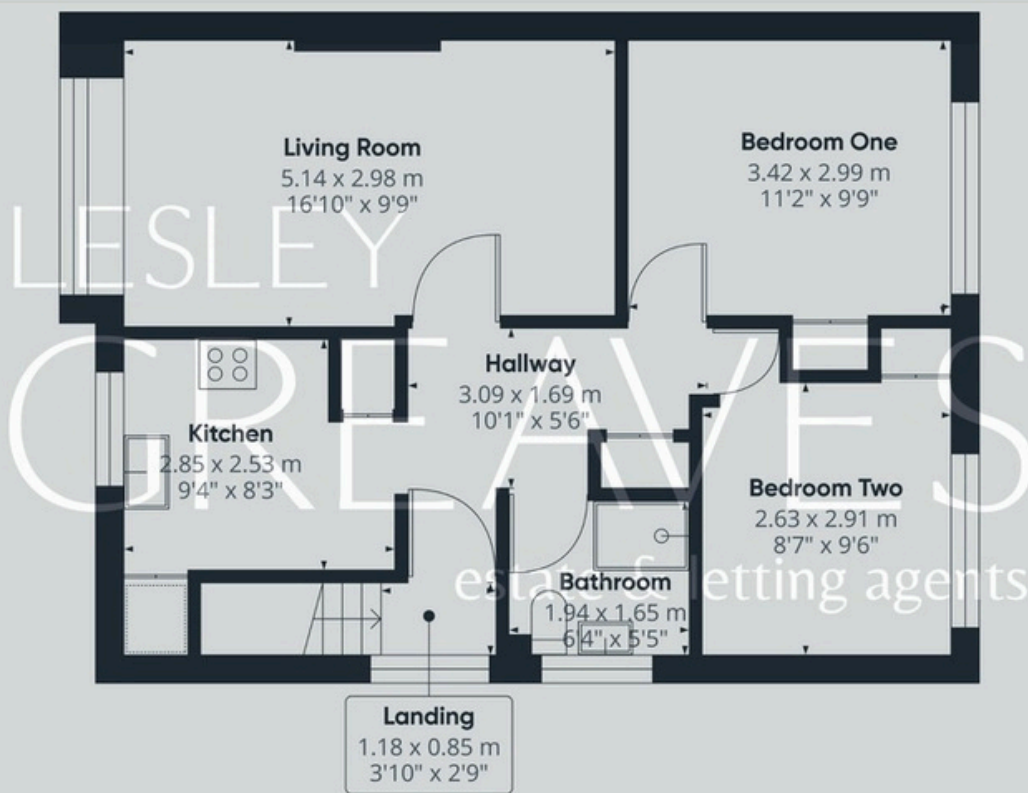 Living Room
5.14 x 2.98 m
16'10" x 9'9"
Bedroom One
3.42 x 2.99 m
11'2" x 9'9"
LESLEY
GREAVES
estate & letting agents
Hallway
3.09 x 1.69 m
10'1" x 5'6"
Kitchen
2.85 x 2.53 m
9'4" x 8'3"
Bedroom Two
2.63 x 2.91 m
8'7" x 9'6"
Bathroom
1.94 x 1.65 m
6'4" x 5'5"
Landing
1.18 x 0.85 m
3'10" x 2'9"